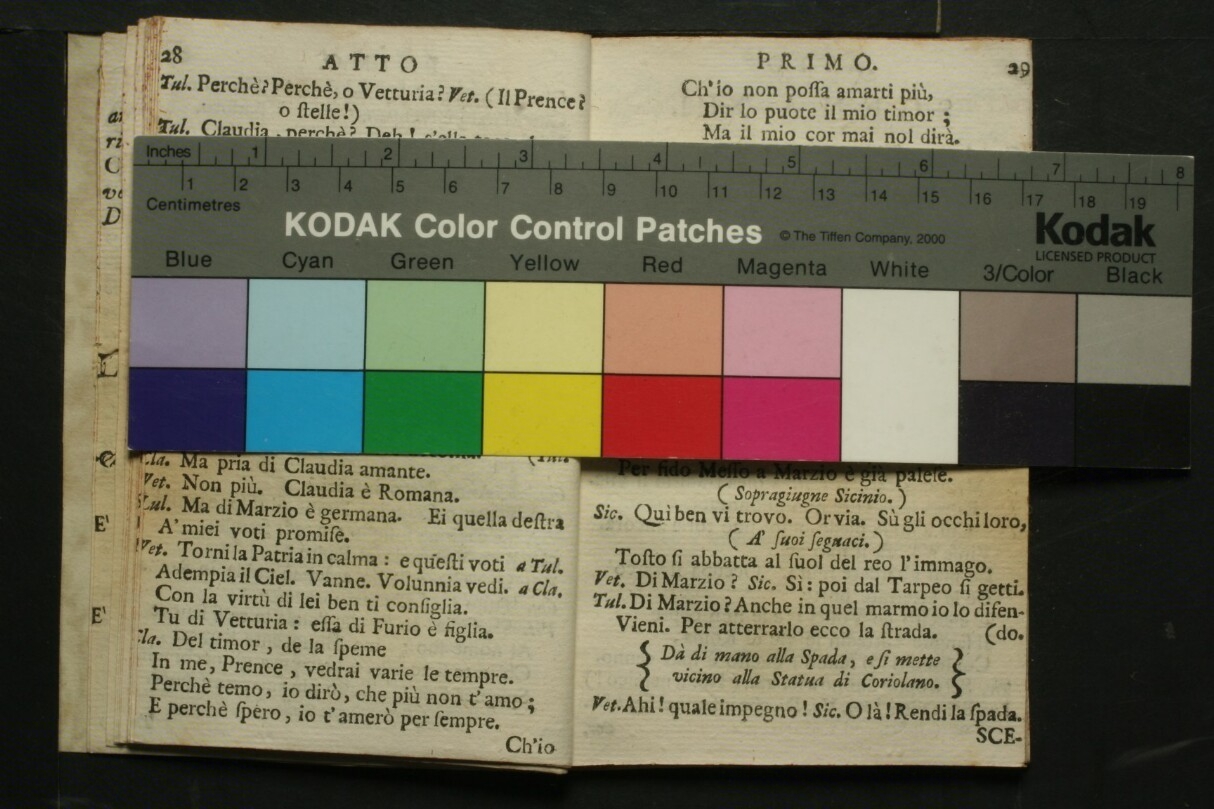 28
ATTO
Tul. Perchè? Perchè, o Vetturia? Vet. (Il Prence?
o ſtelle!)
Tul. Claudia, perchè? Deh!
Cla. Ma pria di Claudia amante.
Vet. Non più. Claudia è Romana.
Tul. Ma di Marzio è germana. Ei quella deſtra
A' miei voti promiſe.
Vet. Torni la Patria in calma: e queſti voti a Tul.
Adempia il Ciel. Vanne. Volunnia vedi. a Cla.
Con la virtù di lei ben ti conſiglia.
Tu di Vetturia: eſſa di Furio è figlia.
Cla. Del timor, de la ſpeme
In me, Prence, vedrai varie le tempre.
Perchè temo, io dirò, che più non t'amo;
E perchè ſpero, io t'amerò per ſempre.
Ch'io
PRIMO.
29
Ch'io non poſſa amarti più,
Dir lo puote il mio timor;
Ma il mio cor mai nol dirà.
Inches 1 2 3 4 5 6 7 8
1 2 3 4 5 6 7 8 9 10 11 12 13 14 15 16 17 18 19
Centimetres
KODAK Color Control Patches © The Tiffen Company, 2000
Kodak
LICENSED PRODUCT
Blue Cyan Green Yellow Red Magenta White 3/Color Black
Per fido Meſſo a Marzio è già paleſe.
(Sopragiugne Sicinio.)
Sic. Quì ben vi trovo. Orvia. Sù gli occhi loro,
(A' ſuoi ſeguaci.)
Toſto ſi abbatta al ſuol del reo l'immago.
Vet. Di Marzio? Sic. Sì: poi dal Tarpeo ſi getti.
Tul. Di Marzio? Anche in quel marmo io lo difen-
Vieni. Per atterrarlo ecco la ſtrada. (do.
{ Dà di mano alla Spada, e ſi mette
vicino alla Statua di Coriolano. }
Vet. Ahi! quale impegno! Sic. O là! Rendi la ſpada.
SCE-
L
E'
E'